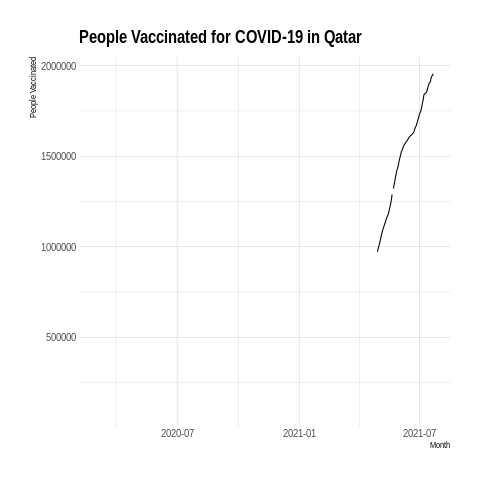 People Vaccinated for COVID-19 in Qatar
People Vaccinated
2000000
1500000
1000000
500000
2020-07
2021-01
2021-07
Month